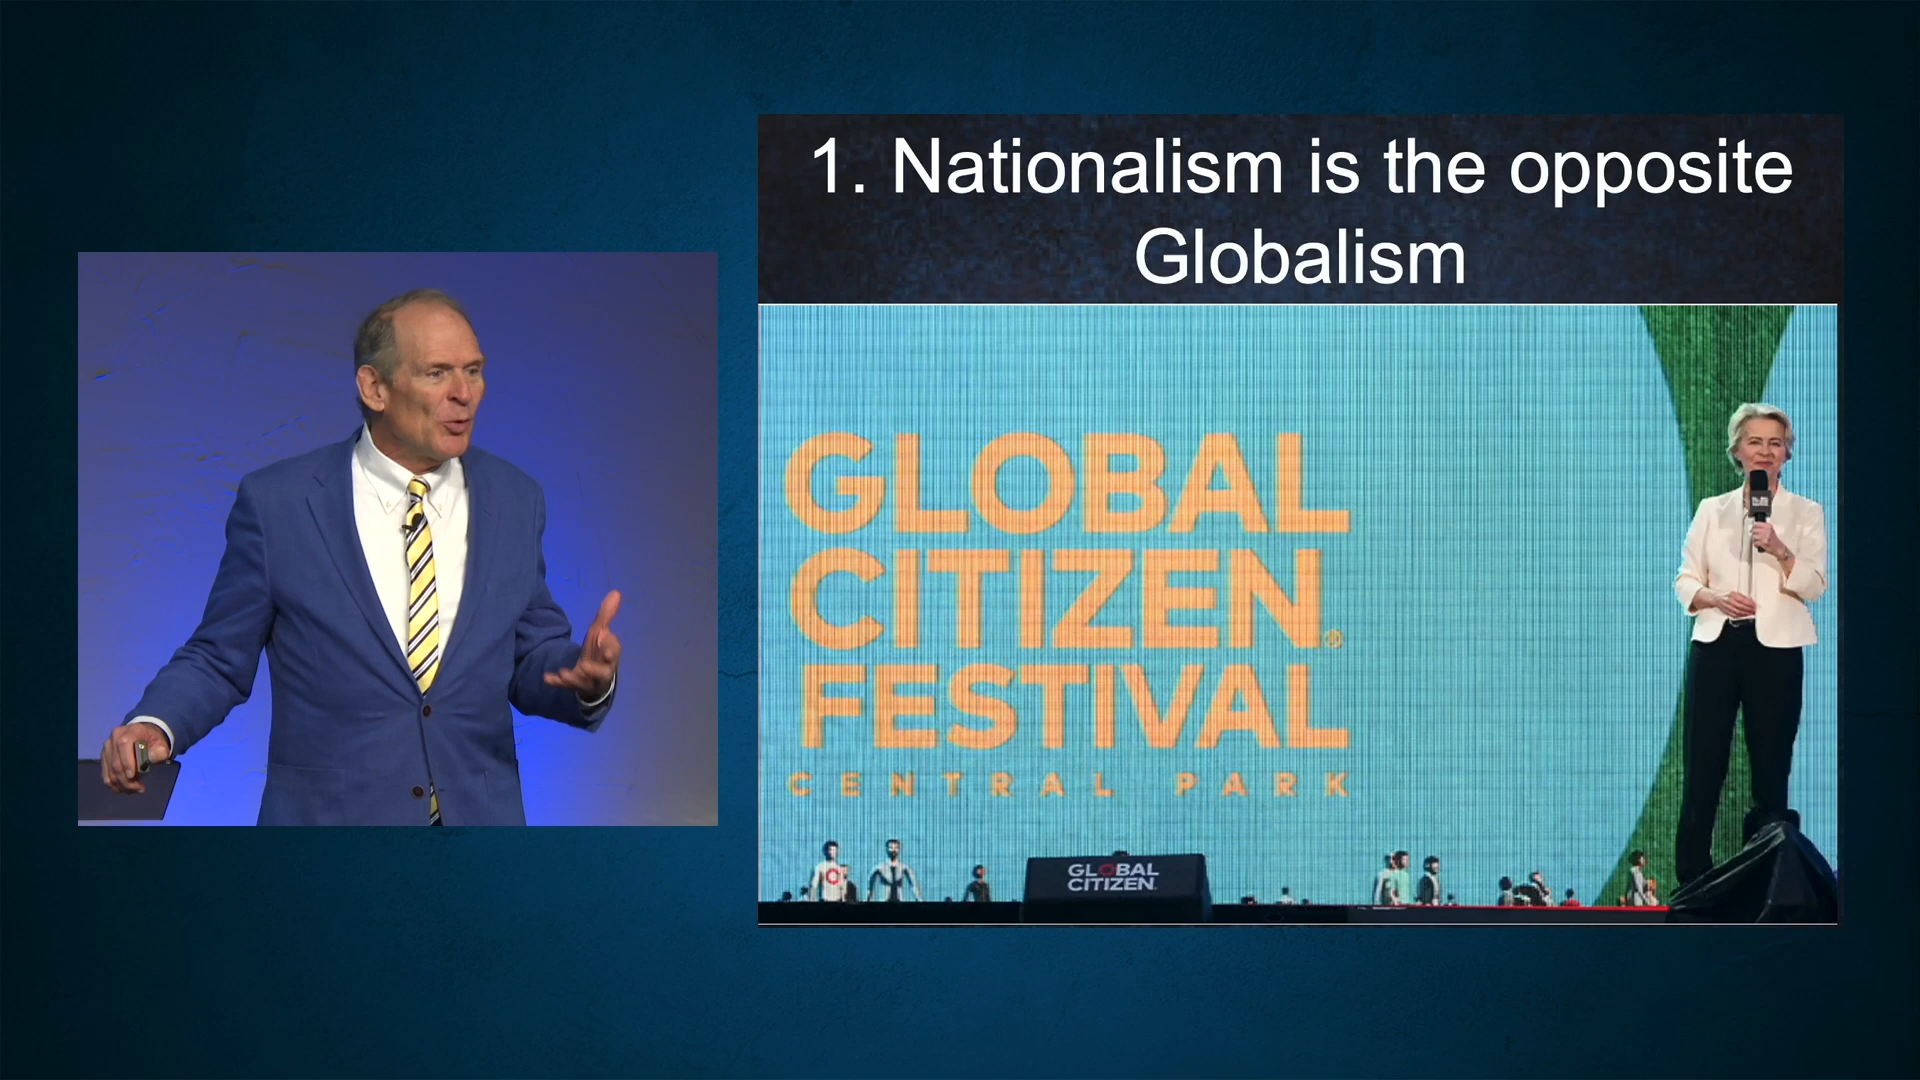 1. Nationalism is the opposite
Globalism
GLOBAL
CITIZEN®
FESTIVAL
CENTRAL PARK
GLOBAL
CITIZEN